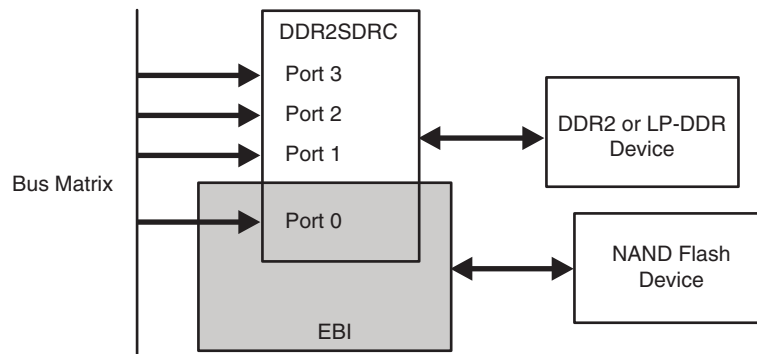 DDR2SDRC
Port 3
Port 2
Port 1
Bus Matrix
Port 0
EBI
DDR2 or LP-DDR
Device
NAND Flash
Device